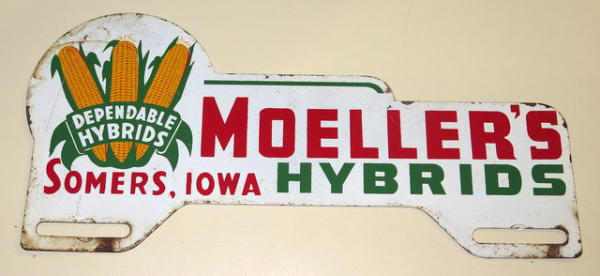 DEPENDABLE
HYBRIDS
MOELLER'S
SOMERS, IOWA HYBRIDS